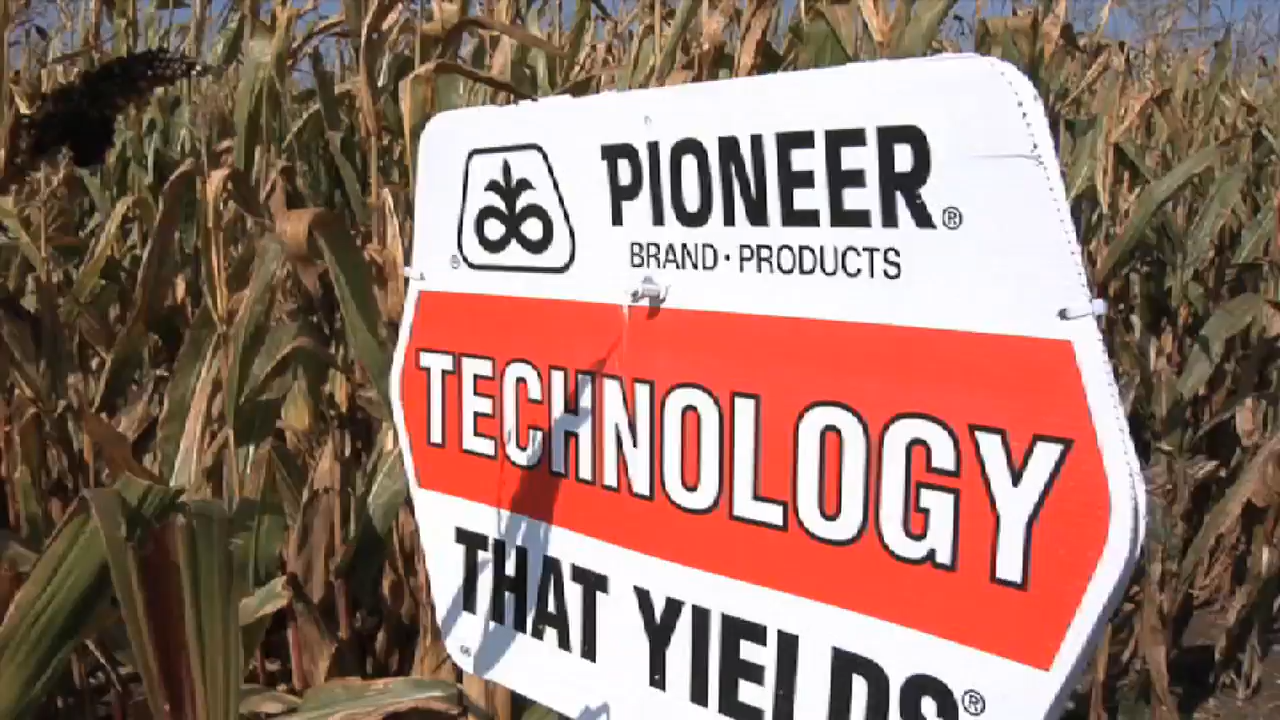 PIONEER®
BRAND · PRODUCTS
®
TECHNOLOGY
THAT YIELDS®